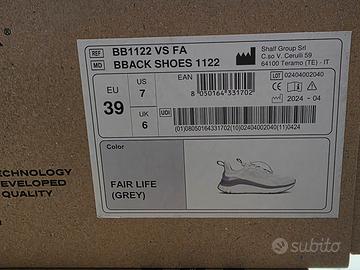 REF BB1122 VS FA
MD BBACK SHOES 1122
Shalf Group Srl
C.so V. Cerulli 59
64100 Teramo (TE) - IT
EU
39
US
7
UK
6
EAN
8 050164 331702
LOT 02404002040
2024 - 04
UDI
(01)08050164331702(10)02404002040(11)0424
Color
FAIR LIFE
(GREY)
ECHNOLOGY
DEVELOPED
QUALITY
subito